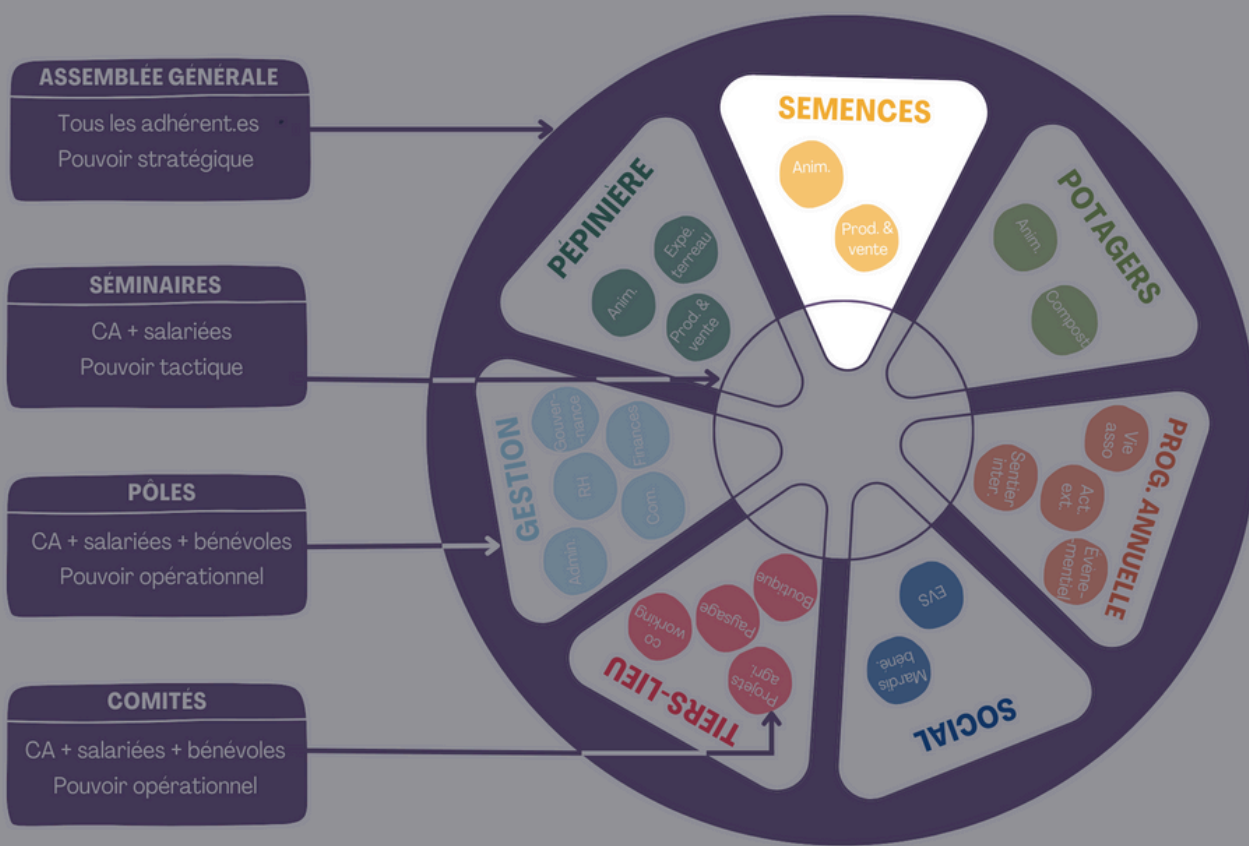 ASSEMBLÉE GÉNÉRALE
Tous les adhérent.es
Pouvoir stratégique
SÉMINAIRES
CA + salariées
Pouvoir tactique
PÔLES
CA + salariées + bénévoles
Pouvoir opérationnel
COMITÉS
CA + salariées + bénévoles
Pouvoir opérationnel
SEMENCES
Anim.
Prod. &
vente
POTAGERS
Anim.
Compost
PROG. ANNUELLE
Vie
asso
Sentier
inter.
Act.
ext.
Evéne-
-mentiel
SOCIAL
EVS
Mardis
béné.
TIERS-LIEU
Boutique
Paysage
co
working
Projets
agri.
GESTION
Gouver-
-nance
Finances
RH
Com.
Admin.
PÉPINIÈRE
Expé.
terreau
Anim.
Prod. &
vente